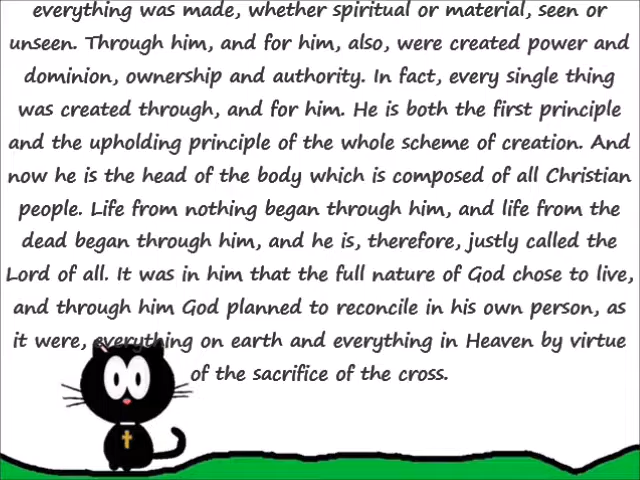 everything was made, whether spiritual or material, seen or
unseen. Through him, and for him, also, were created power and
dominion, ownership and authority. In fact, every single thing
was created through, and for him. He is both the first principle
and the upholding principle of the whole scheme of creation. And
now he is the head of the body which is composed of all Christian
people. Life from nothing began through him, and life from the
dead began through him, and he is, therefore, justly called the
Lord of all. It was in him that the full nature of God chose to live,
and through him God planned to reconcile in his own person, as
it were, everything on earth and everything in Heaven by virtue
of the sacrifice of the cross.